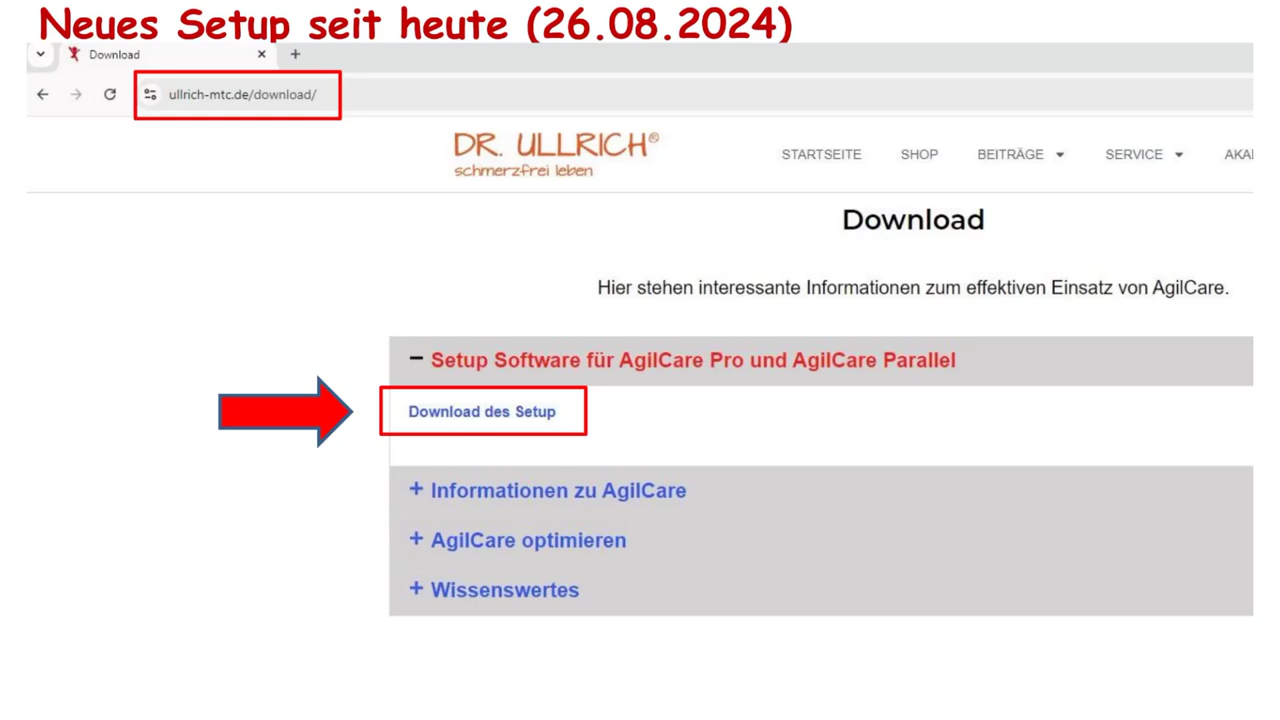 Neues Setup seit heute (26.08.2024)
Download
ullrich-mtc.de/download/
DR. ULLRICH®
schmerzfrei leben
STARTSEITE SHOP BEITRÄGE SERVICE AKA
Download
Hier stehen interessante Informationen zum effektiven Einsatz von AgilCare.
− Setup Software für AgilCare Pro und AgilCare Parallel
Download des Setup
+ Informationen zu AgilCare
+ AgilCare optimieren
+ Wissenswertes